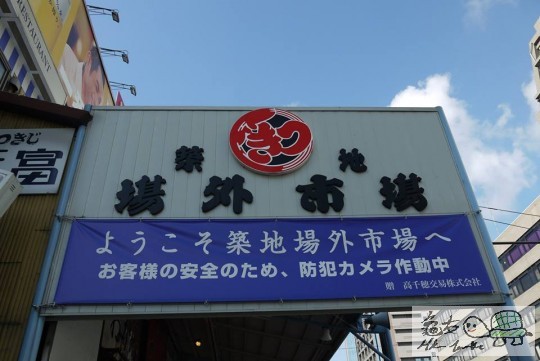 RESTAURANT
築地
場外市場
ようこそ築地場外市場へ
お客様の安全のため、防犯カメラ作動中
贈 高千穂交易株式会社
つきじ
富